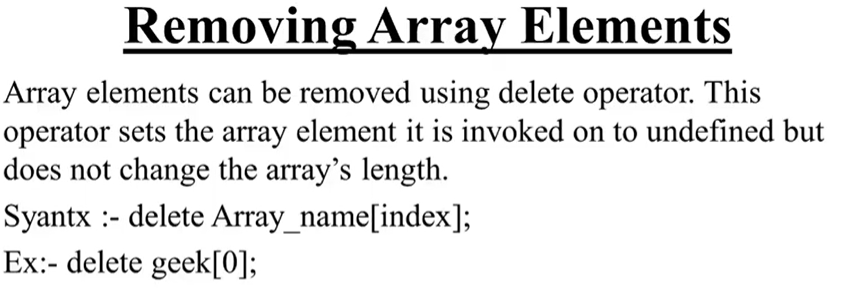 Removing Array Elements
Array elements can be removed using delete operator. This
operator sets the array element it is invoked on to undefined but
does not change the array’s length.
Syantx :- delete Array_name[index];
Ex:- delete geek[0];